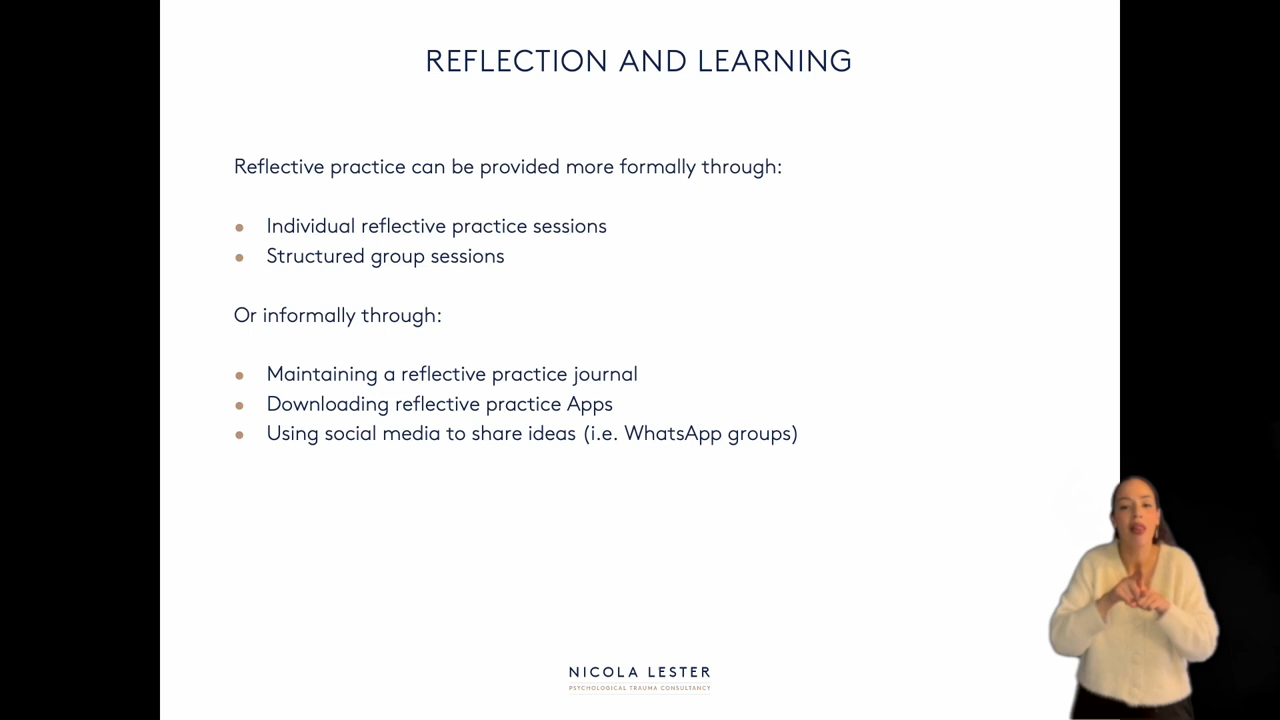 REFLECTION AND LEARNING
Reflective practice can be provided more formally through:
• Individual reflective practice sessions
• Structured group sessions
Or informally through:
• Maintaining a reflective practice journal
• Downloading reflective practice Apps
• Using social media to share ideas (i.e. WhatsApp groups)
NICOLA LESTER
PSYCHOLOGICAL TRAUMA CONSULTANCY